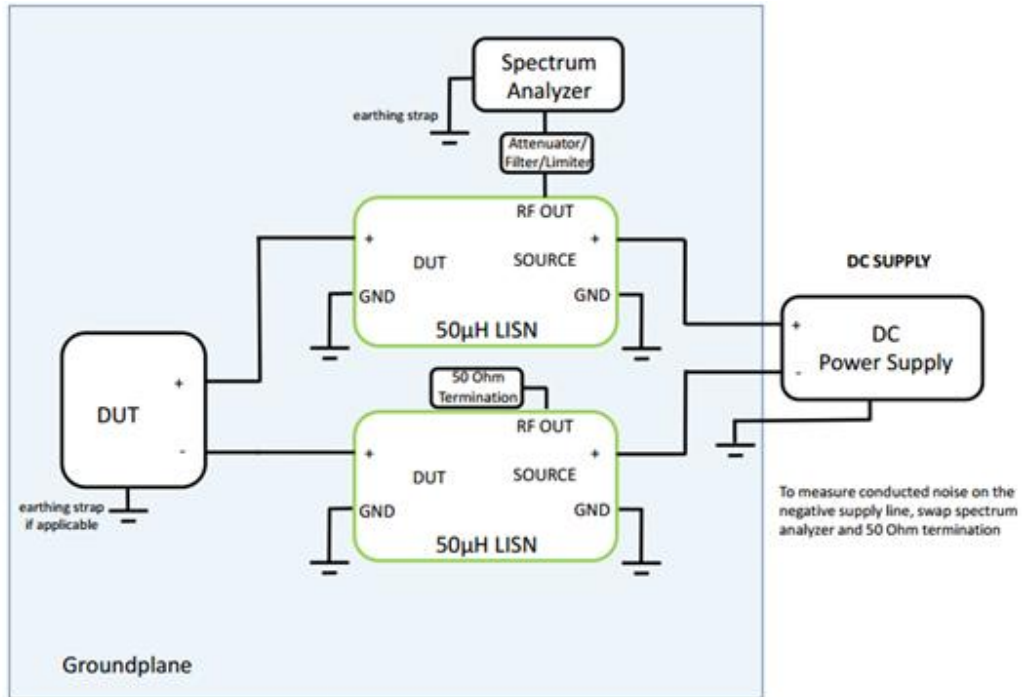 Spectrum
Analyzer
earthing strap
Attenuator/
Filter/Limiter
RF OUT
+
+
DUT
SOURCE
GND
GND
50µH LISN
DC SUPPLY
+
DC
Power Supply
-
50 Ohm
Termination
RF OUT
+
+
DUT
SOURCE
GND
GND
50µH LISN
+
DUT
-
earthing strap
if applicable
To measure conducted noise on the
negative supply line, swap spectrum
analyzer and 50 Ohm termination
Groundplane